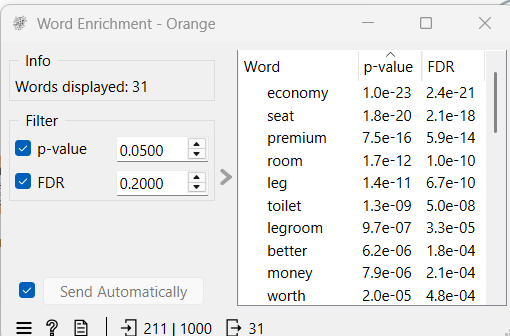 Word Enrichment - Orange
Info
Words displayed: 31
Filter
p-value 0.0500
FDR 0.2000
Send Automatically
211 | 1000 31
Word p-value FDR
economy 1.0e-23 2.4e-21
seat 1.8e-20 2.1e-18
premium 7.5e-16 5.9e-14
room 1.7e-12 1.0e-10
leg 1.4e-11 6.7e-10
toilet 1.3e-09 5.0e-08
legroom 9.7e-07 3.3e-05
better 6.2e-06 1.8e-04
money 7.9e-06 2.1e-04
worth 2.0e-05 4.8e-04